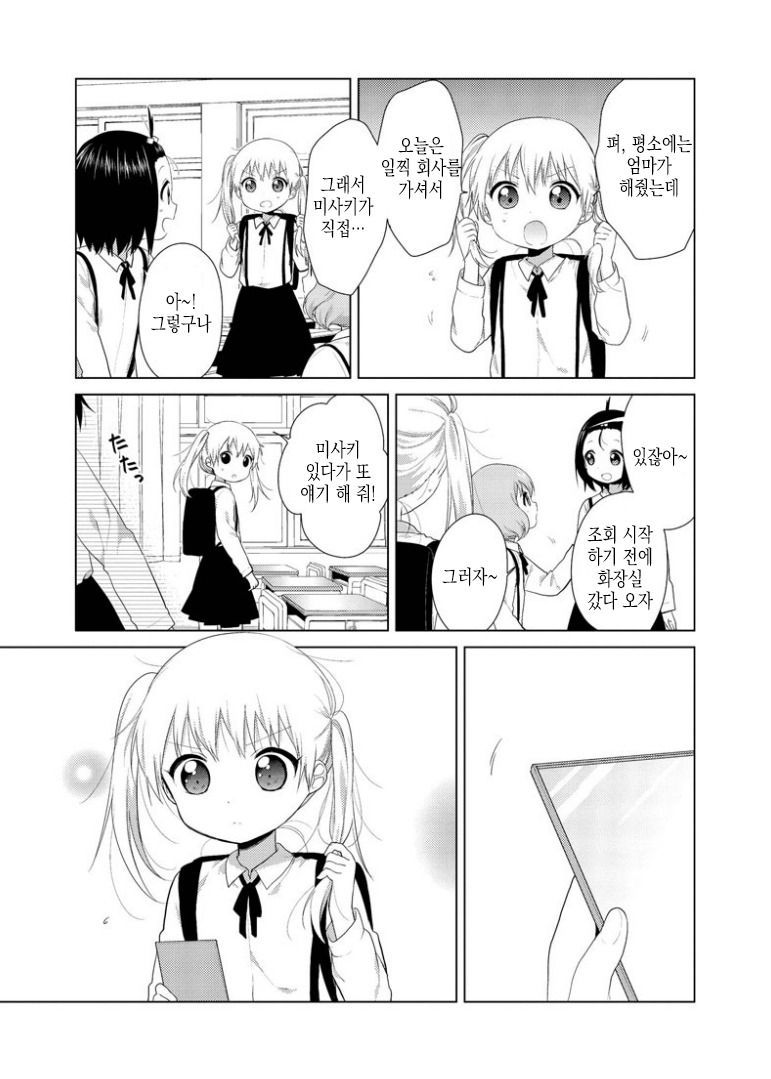 펴, 평소에는
엄마가
해줬는데
오늘은
일찍 회사를
가셔서
그래서
미사키가
직접…
아~!
그렇구나
있잖아~
조회 시작
하기 전에
화장실
갔다 오자
그러자~
미사키
있다가 또
얘기 해 줘!
たたっ